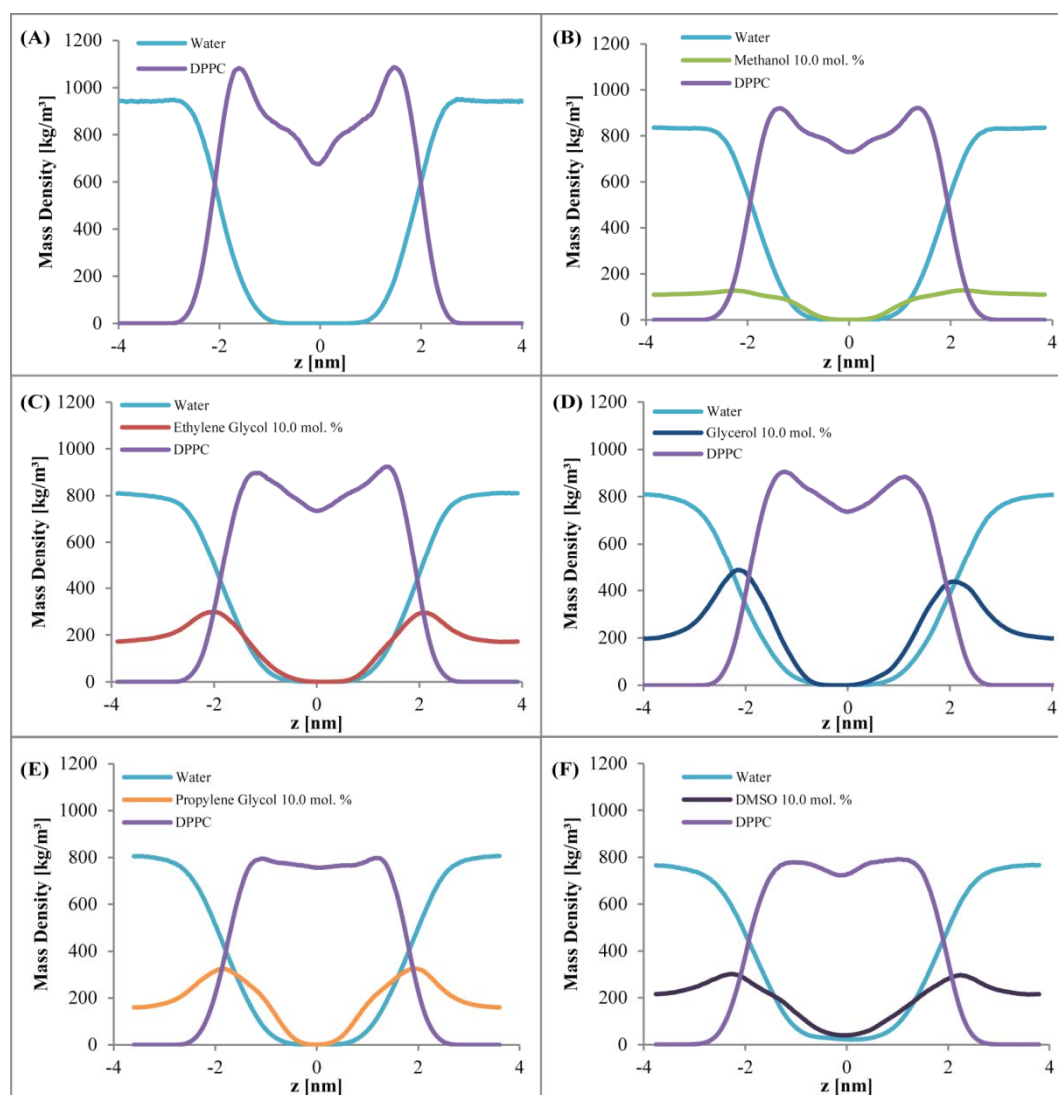 (A)
Water
DPPC
Mass Density [kg/m³]
1200
1000
800
600
400
200
0
-4 -2 0 2 4
z [nm]
(B)
Water
Methanol 10.0 mol. %
DPPC
Mass Density [kg/m³]
1200
1000
800
600
400
200
0
-4 -2 0 2 4
z [nm]
(C)
Water
Ethylene Glycol 10.0 mol. %
DPPC
Mass Density [kg/m³]
1200
1000
800
600
400
200
0
-4 -2 0 2 4
z [nm]
(D)
Water
Glycerol 10.0 mol. %
DPPC
Mass Density [kg/m³]
1200
1000
800
600
400
200
0
-4 -2 0 2 4
z [nm]
(E)
Water
Propylene Glycol 10.0 mol. %
DPPC
Mass Density [kg/m³]
1200
1000
800
600
400
200
0
-4 -2 0 2 4
z [nm]
(F)
Water
DMSO 10.0 mol. %
DPPC
Mass Density [kg/m³]
1200
1000
800
600
400
200
0
-4 -2 0 2 4
z [nm]